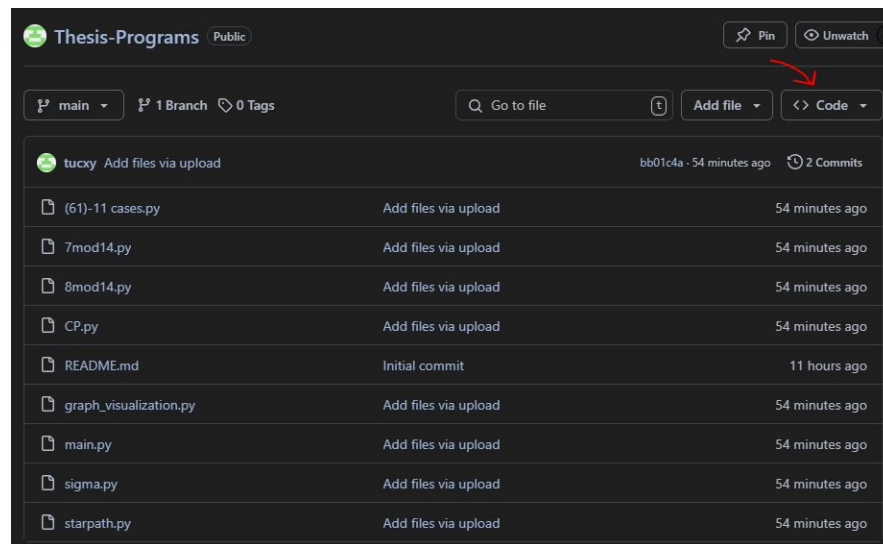 Thesis-Programs Public Pin Unwatch
main 1 Branch 0 Tags Go to file t Add file <> Code
tucxy Add files via upload bb01c4a · 54 minutes ago 2 Commits
(61)-11 cases.py Add files via upload 54 minutes ago
7mod14.py Add files via upload 54 minutes ago
8mod14.py Add files via upload 54 minutes ago
CP.py Add files via upload 54 minutes ago
README.md Initial commit 11 hours ago
graph_visualization.py Add files via upload 54 minutes ago
main.py Add files via upload 54 minutes ago
sigma.py Add files via upload 54 minutes ago
starpath.py Add files via upload 54 minutes ago